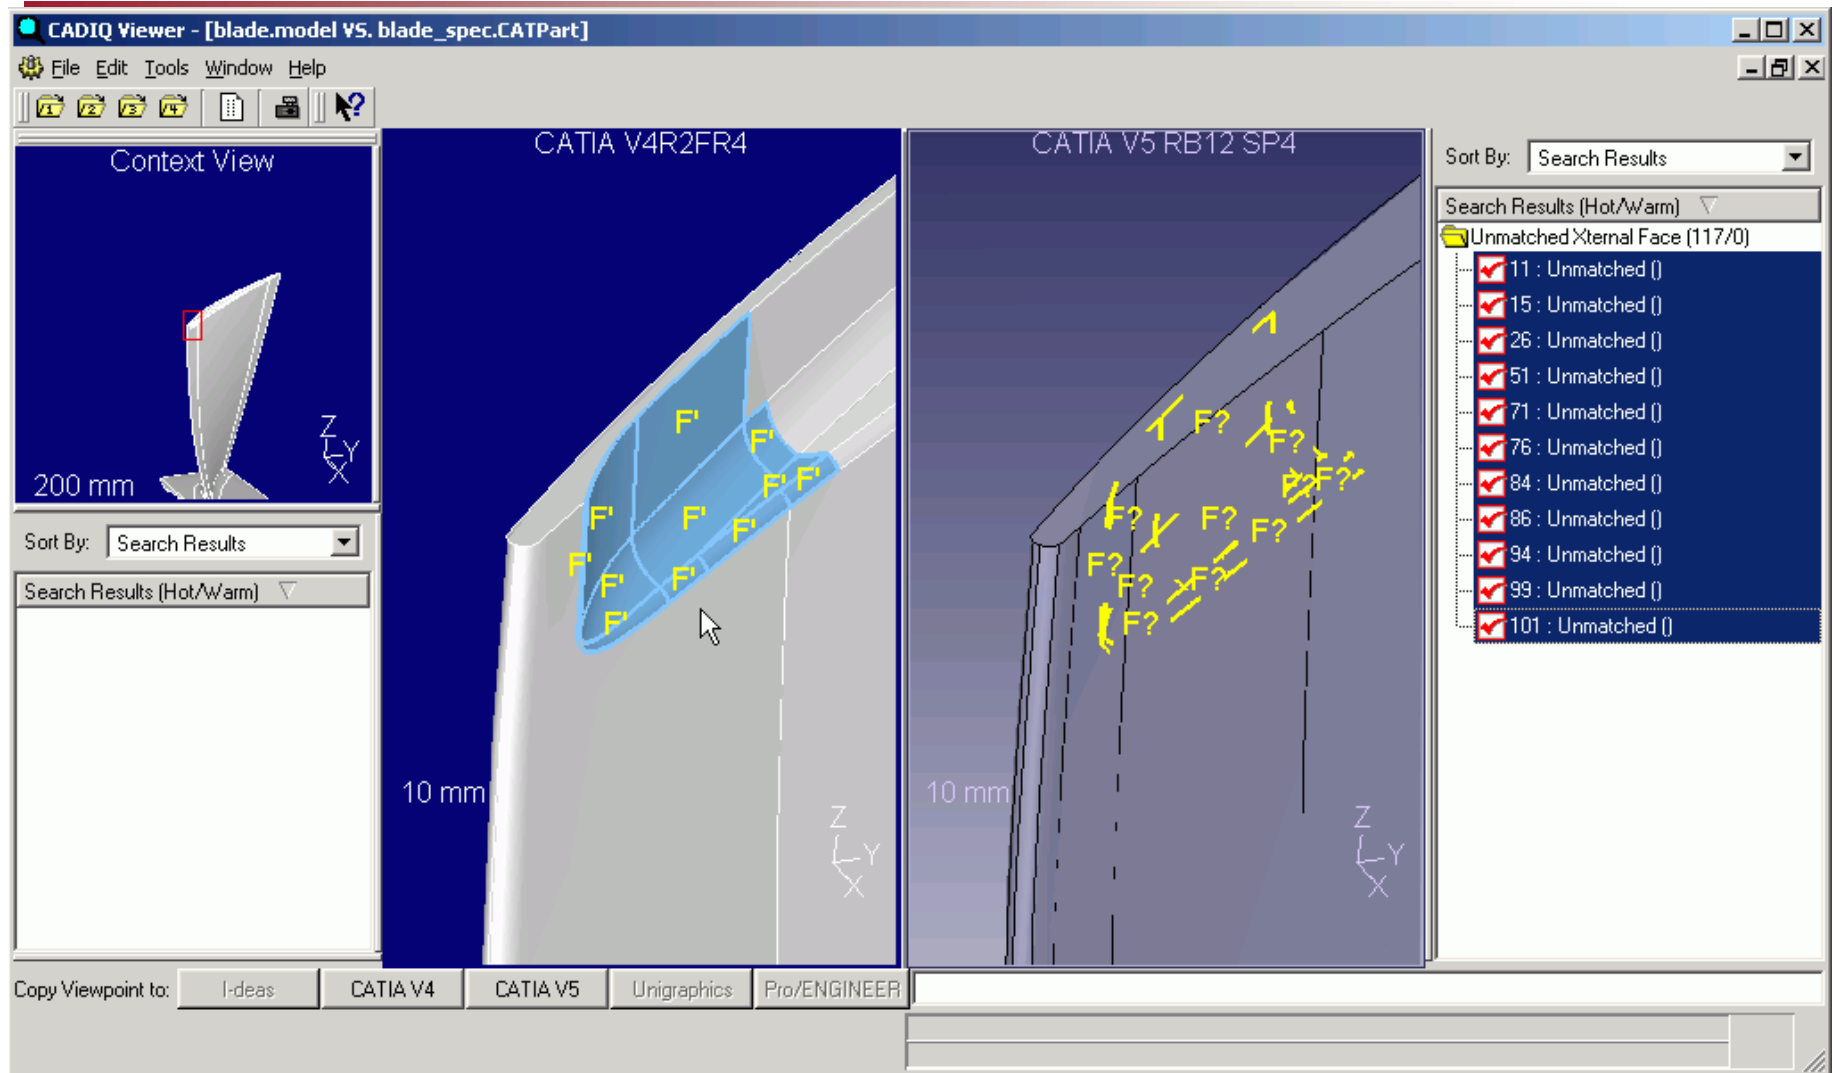 CADIQ Viewer - [blade.model VS. blade_spec.CATPart]
File Edit Tools Window Help
1 2 3 4
Context View
200 mm
Z
Y
X
Sort By: Search Results
Search Results (Hot/Warm)
CATIA V4R2FR4
F'
F'
F' F'
F' F' F'
F'
F' F'
F'
10 mm
Z
Y
X
CATIA V5 RB12 SP4
F?
F?
F? F?
F? F? F?
F?
F? F?
F?
10 mm
Z
Y
X
Sort By: Search Results
Search Results (Hot/Warm)
Unmatched Xternal Face (117/0)
11 : Unmatched ()
15 : Unmatched ()
26 : Unmatched ()
51 : Unmatched ()
71 : Unmatched ()
76 : Unmatched ()
84 : Unmatched ()
86 : Unmatched ()
94 : Unmatched ()
99 : Unmatched ()
101 : Unmatched ()
Copy Viewpoint to: I-deas CATIA V4 CATIA V5 Unigraphics Pro/ENGINEER